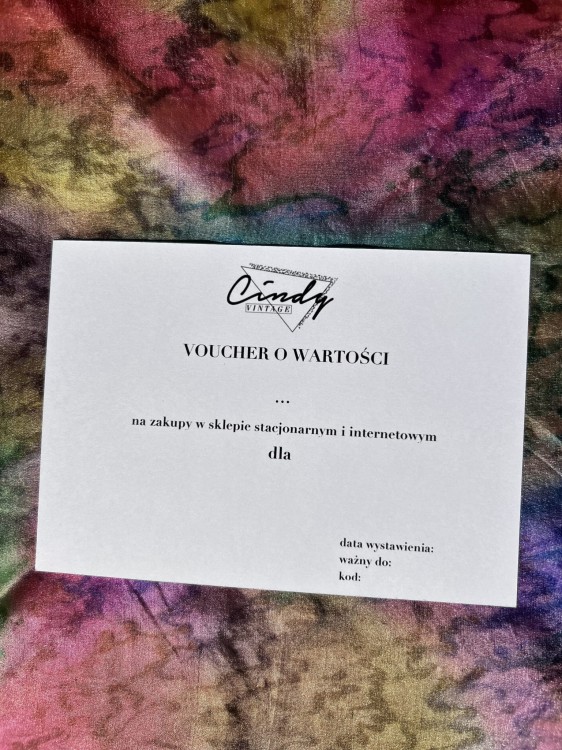 Cindy
VINTAGE
VOUCHER O WARTOŚCI
...
na zakupy w sklepie stacjonarnym i internetowym
dla
data wystawienia:
ważny do:
kod: